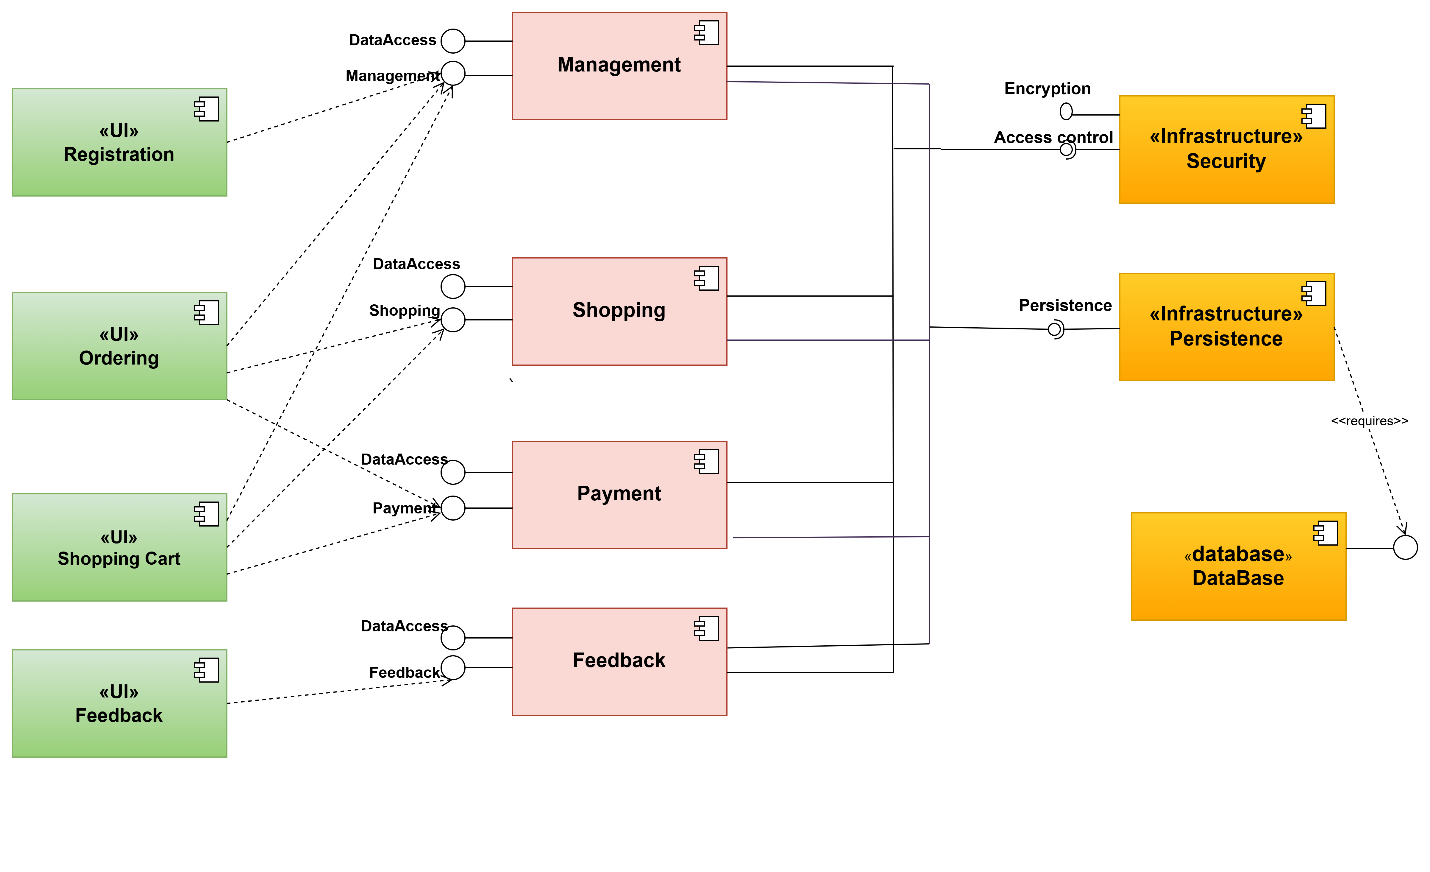 DataAccess
Management
Management
«UI»
Registration
Encryption
Access control
«Infrastructure»
Security
DataAccess
Shopping
Shopping
«UI»
Ordering
Persistence
«Infrastructure»
Persistence
<<requires>>
DataAccess
Payment
Payment
«UI»
Shopping Cart
«database»
DataBase
DataAccess
Feedback
Feedback
«UI»
Feedback